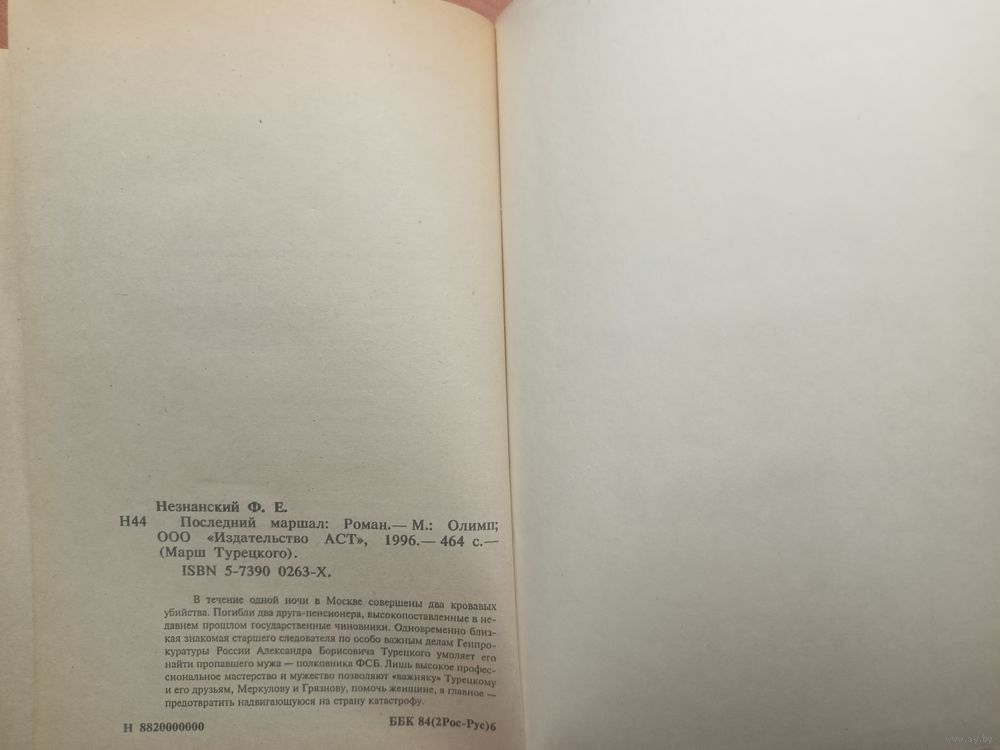 Незнанский Ф. Е.
Н44 Последний маршал: Роман.— М.: Олимп;
ООО «Издательство АСТ», 1996.— 464 с.—
(Марш Турецкого).
ISBN 5-7390 0263-X.
В течение одной ночи в Москве совершены два кровавых
убийства. Погибли два друга-пенсионера, высокопоставленные в не-
давнем прошлом государственные чиновники. Одновременно близ-
кая знакомая старшего следователя по особо важным делам Генпро-
куратуры России Александра Борисовича Турецкого умоляет его
найти пропавшего мужа — полковника ФСБ. Лишь высокое профес-
сиональное мастерство и мужество позволяют «важняку» Турецкому
и его друзьям, Меркулову и Грязнову, помочь женщине, а главное —
предотвратить надвигающуюся на страну катастрофу.
Н 8820000000 ББК 84(2Рос-Рус)6
www.ay.by